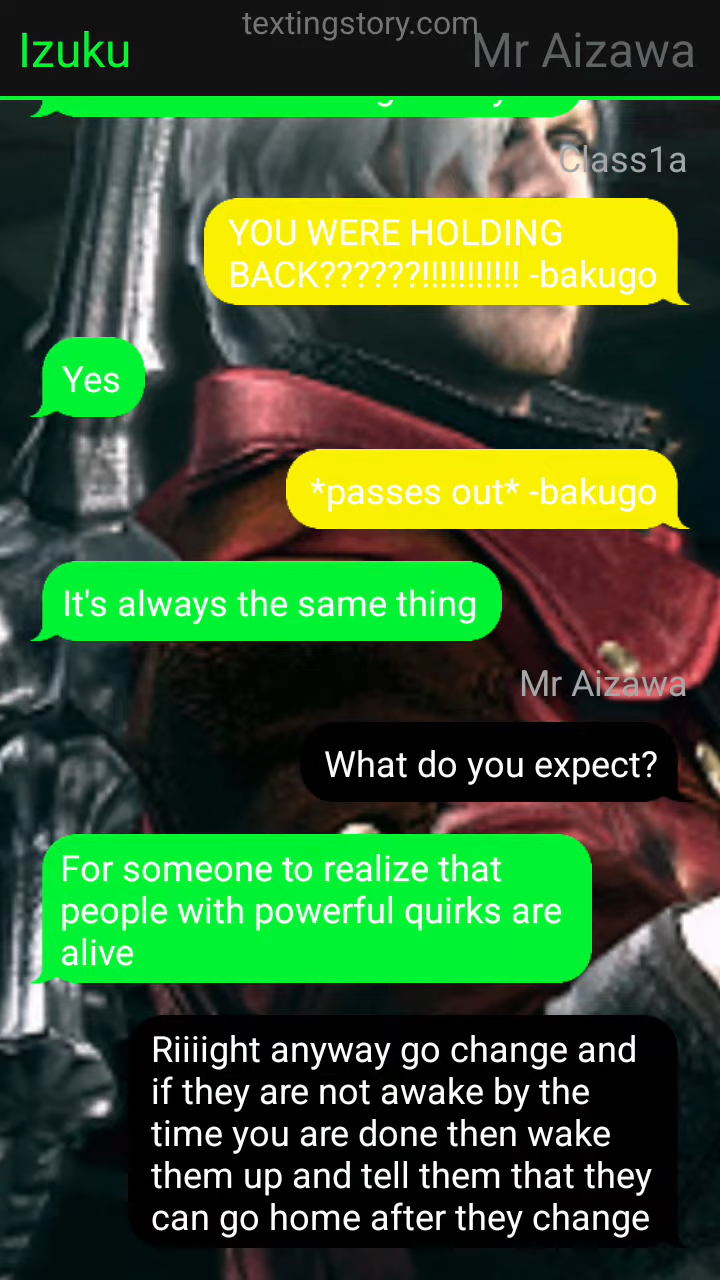 textingstory.com
Izuku
Mr Aizawa
Class1a
YOU WERE HOLDING
BACK??????!!!!!!!!!!! -bakugo
Yes
*passes out* -bakugo
It's always the same thing
Mr Aizawa
What do you expect?
For someone to realize that
people with powerful quirks are
alive
Riiiight anyway go change and
if they are not awake by the
time you are done then wake
them up and tell them that they
can go home after they change